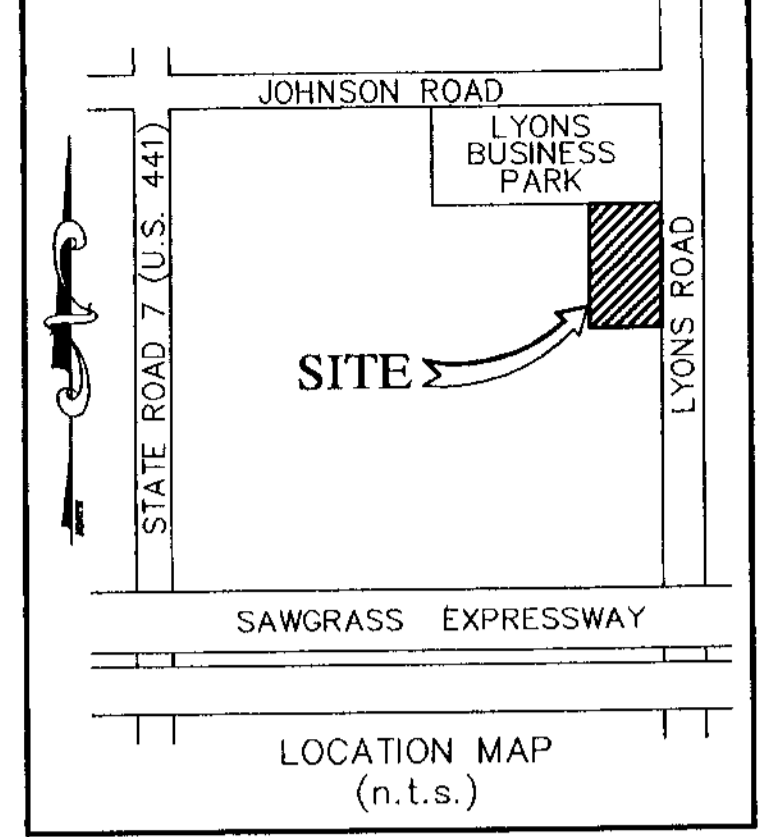 JOHNSON ROAD
LYONS
BUSINESS
PARK
STATE ROAD 7 (U.S. 441)
LYONS ROAD
SITE
SAWGRASS EXPRESSWAY
LOCATION MAP
(n.t.s.)